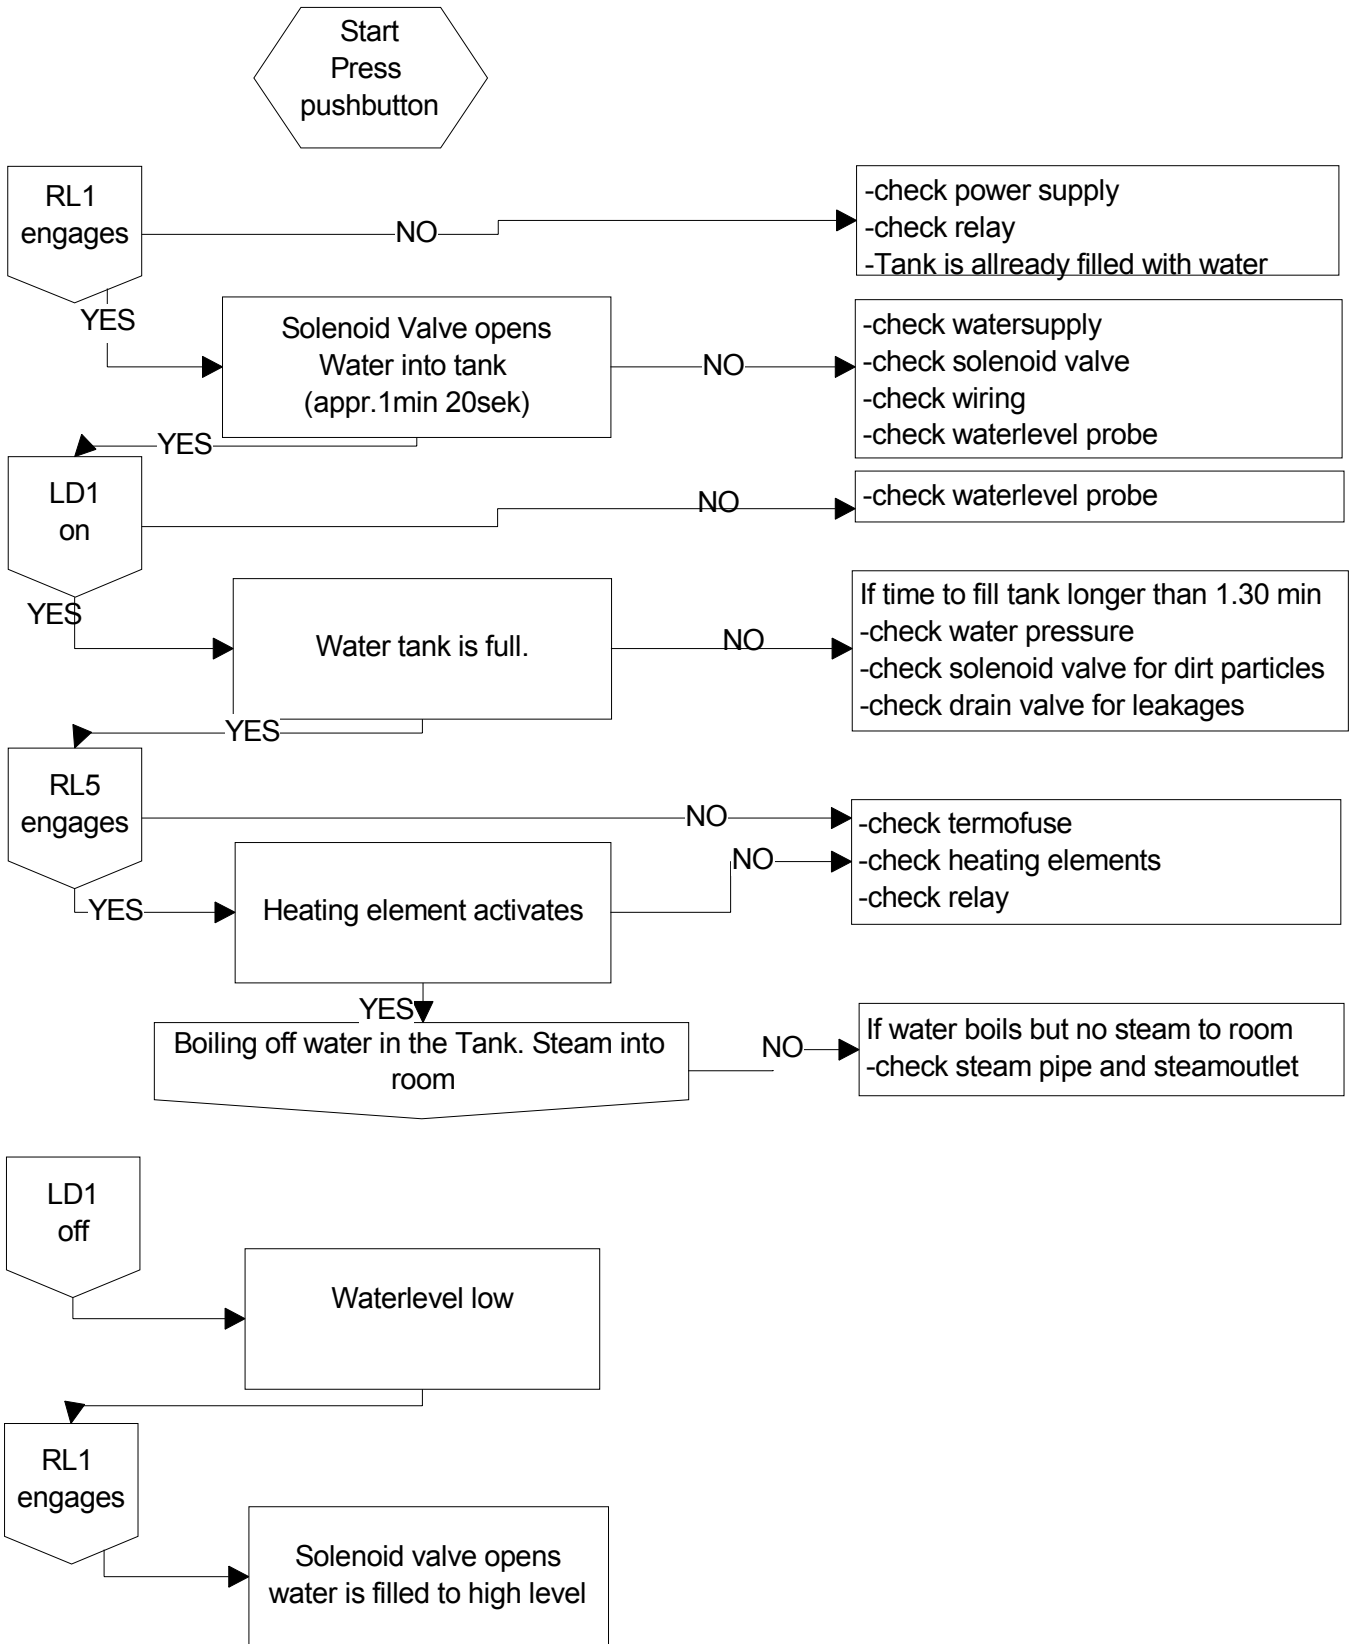 Start
Press
pushbutton
RL1
engages
NO
-check power supply
-check relay
-Tank is allready filled with water
YES
Solenoid Valve opens
Water into tank
(appr.1min 20sek)
NO
-check watersupply
-check solenoid valve
-check wiring
-check waterlevel probe
YES
LD1
on
NO
-check waterlevel probe
YES
Water tank is full.
NO
If time to fill tank longer than 1.30 min
-check water pressure
-check solenoid valve for dirt particles
-check drain valve for leakages
YES
RL5
engages
NO
-check termofuse
-check heating elements
-check relay
YES
Heating element activates
NO
YES
Boiling off water in the Tank. Steam into
room
NO
If water boils but no steam to room
-check steam pipe and steamoutlet
LD1
off
Waterlevel low
RL1
engages
Solenoid valve opens
water is filled to high level